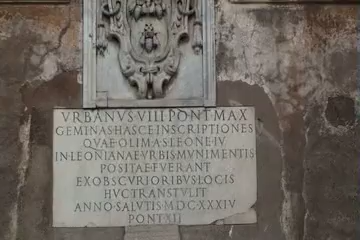 VRBANVS·VIII·PONT·MAX
GEMINAS HASCE INSCRIPTIONES
QVAE OLIM A S LEONE IV
IN LEONIANAE VRBIS MVNIMENTIS
POSITAE FVERANT
EX OBSCVRIORIBVS LOCIS
HVC TRANSTVLIT
ANNO SALVTIS MDCXXXIV
PONT XII